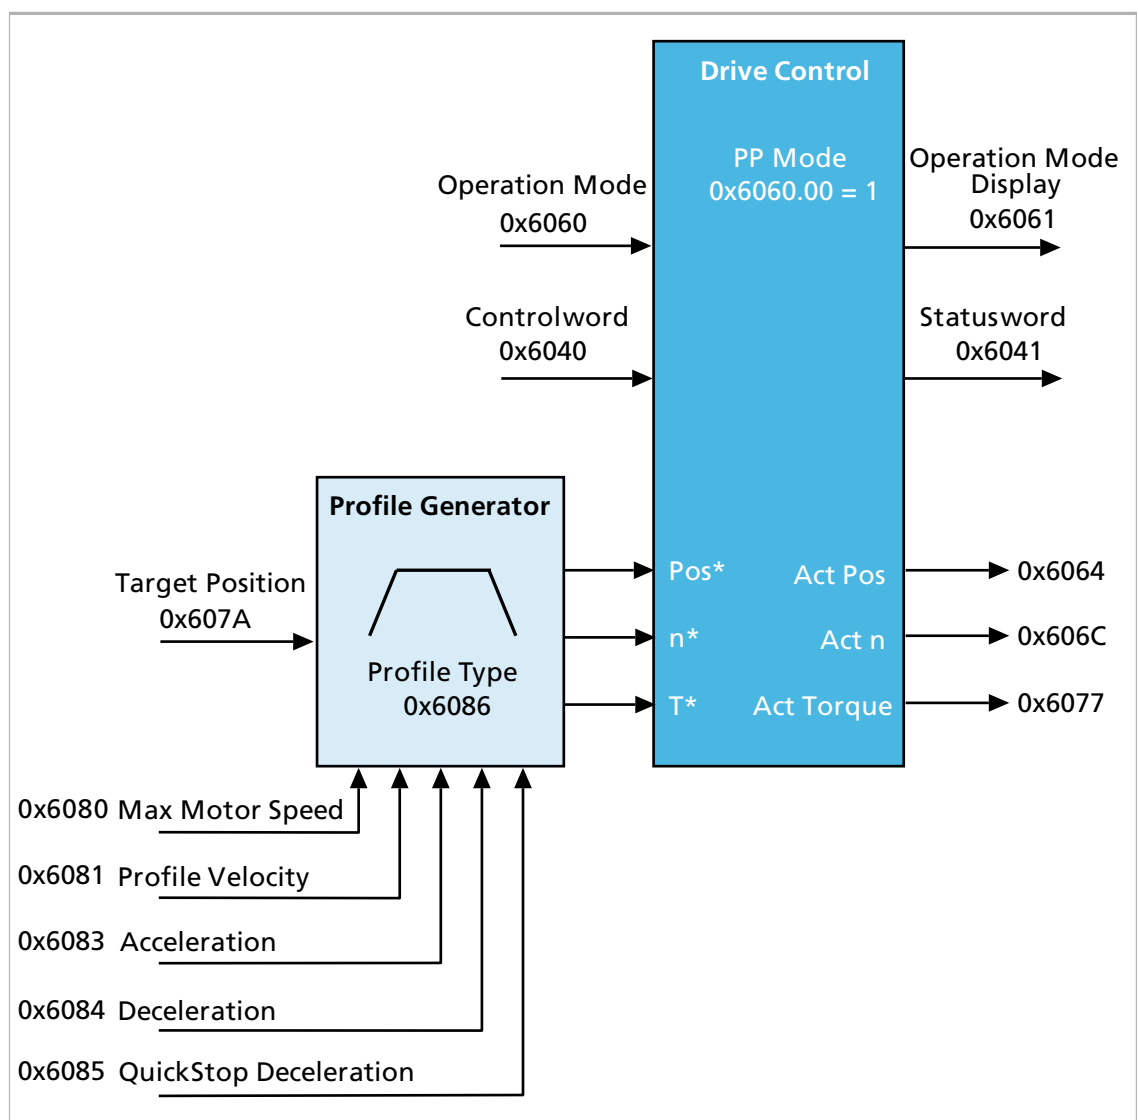 Drive Control
PP Mode
0x6060.00 = 1
Operation Mode
0x6060
Operation Mode
Display
0x6061
Controlword
0x6040
Statusword
0x6041
Profile Generator
Target Position
0x607A
Profile Type
0x6086
Pos*
n*
T*
Act Pos
Act n
Act Torque
0x6064
0x606C
0x6077
0x6080 Max Motor Speed
0x6081 Profile Velocity
0x6083 Acceleration
0x6084 Deceleration
0x6085 QuickStop Deceleration